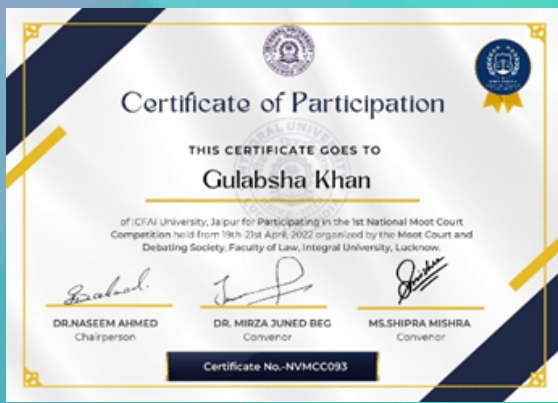 INTEGRAL UNIVERSITY
Certificate of Participation
THIS CERTIFICATE GOES TO
Gulabsha Khan
of ICFAI University, Jaipur for Participating in the 1st National Moot Court
Competition held from 19th-21st April, 2022 organized by the Moot Court and
Debating Society, Faculty of Law, Integral University, Lucknow.
DR.NASEEM AHMED
DR. MIRZA JUNED BEG
MS.SHIPRA MISHRA
Chairperson
Convenor
Convenor
Certificate No.-NVMCC093